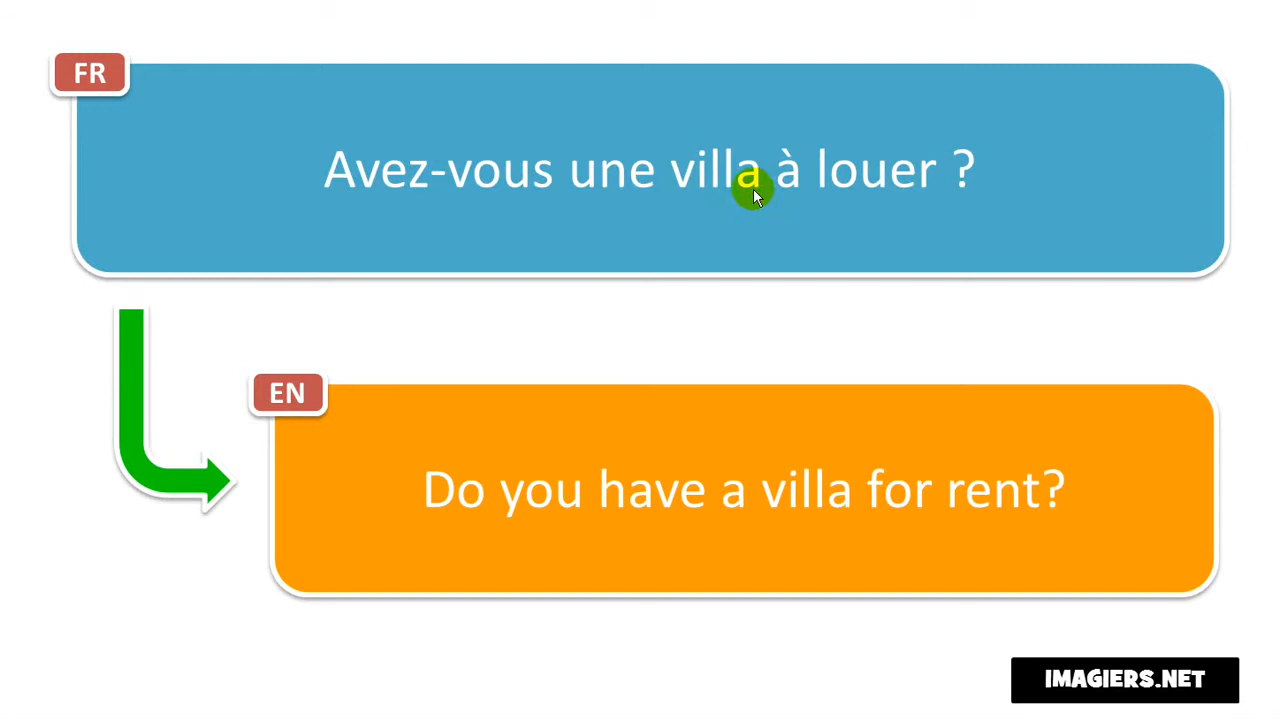 FR
Avez-vous une villa à louer ?
EN
Do you have a villa for rent?
IMAGIERS.NET